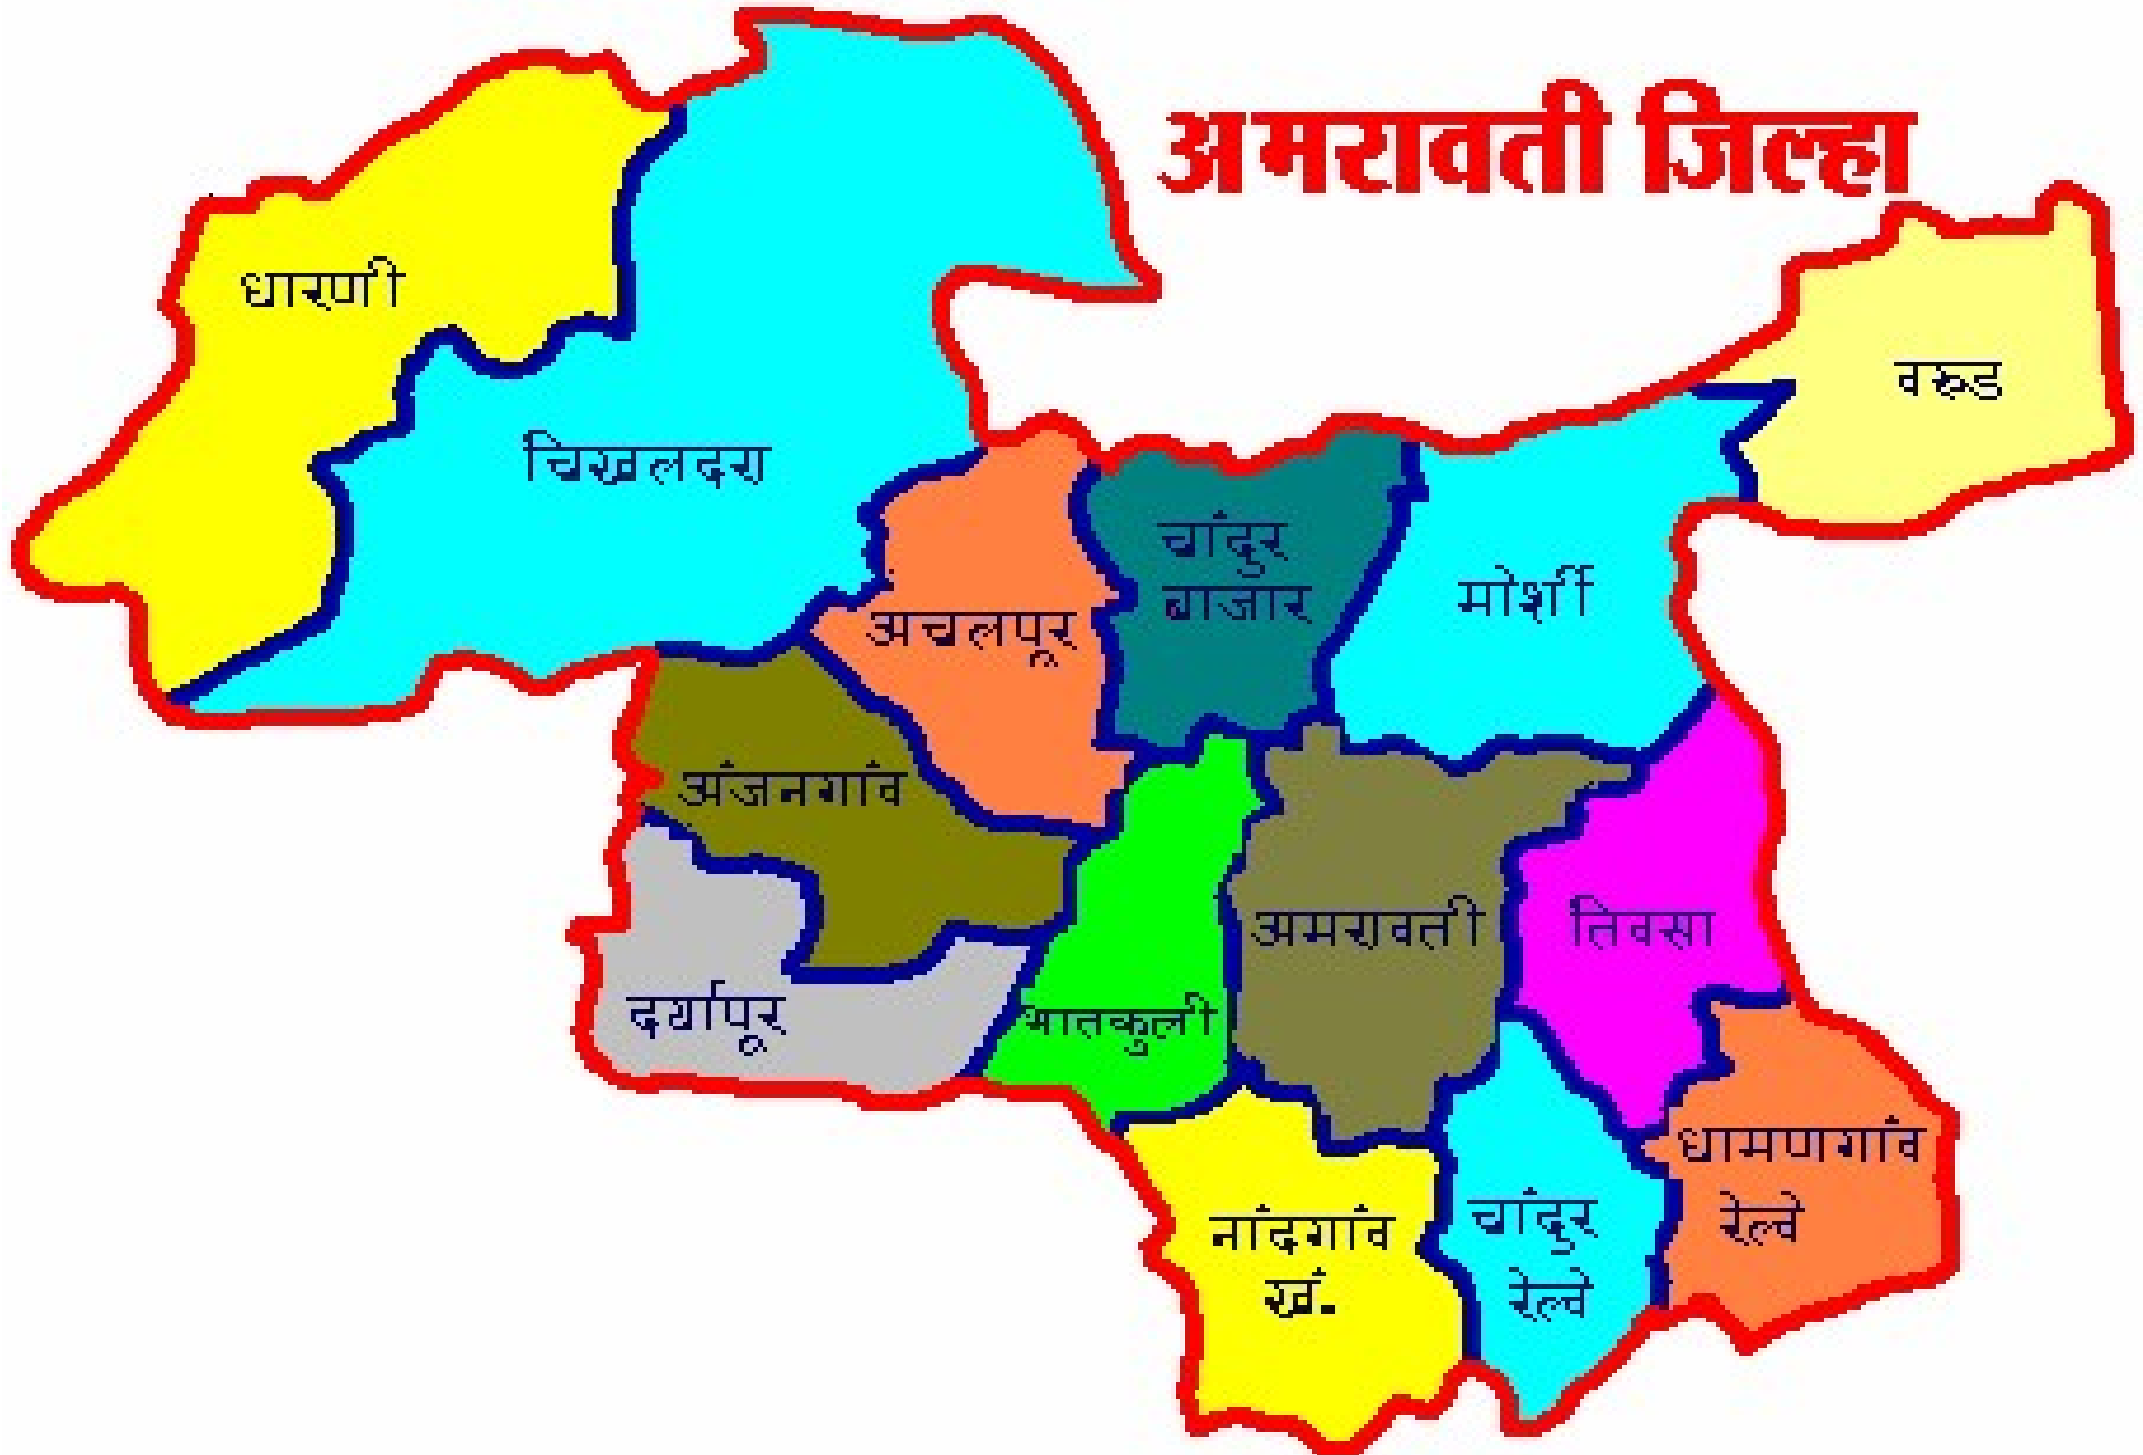 अमरावती जिल्हा
धारणी
वरूड
चिखलदरा
चांदुर
बाजार
मोर्शी
अचलपूर
अंजनगांव
अमरावती
तिवसा
दर्यापूर
भातकुली
धामणगांव
रेल्वे
नांदगांव
खं.
चांदुर
रेल्वे